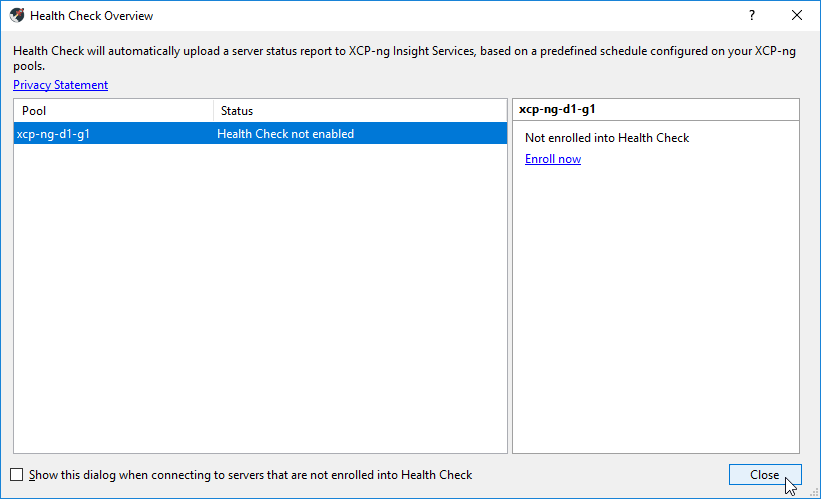 Health Check Overview
?
Health Check will automatically upload a server status report to XCP-ng Insight Services, based on a predefined schedule configured on your XCP-ng
pools.
Privacy Statement
Pool Status
xcp-ng-d1-g1 Health Check not enabled
xcp-ng-d1-g1
Not enrolled into Health Check
Enroll now
Show this dialog when connecting to servers that are not enrolled into Health Check
Close